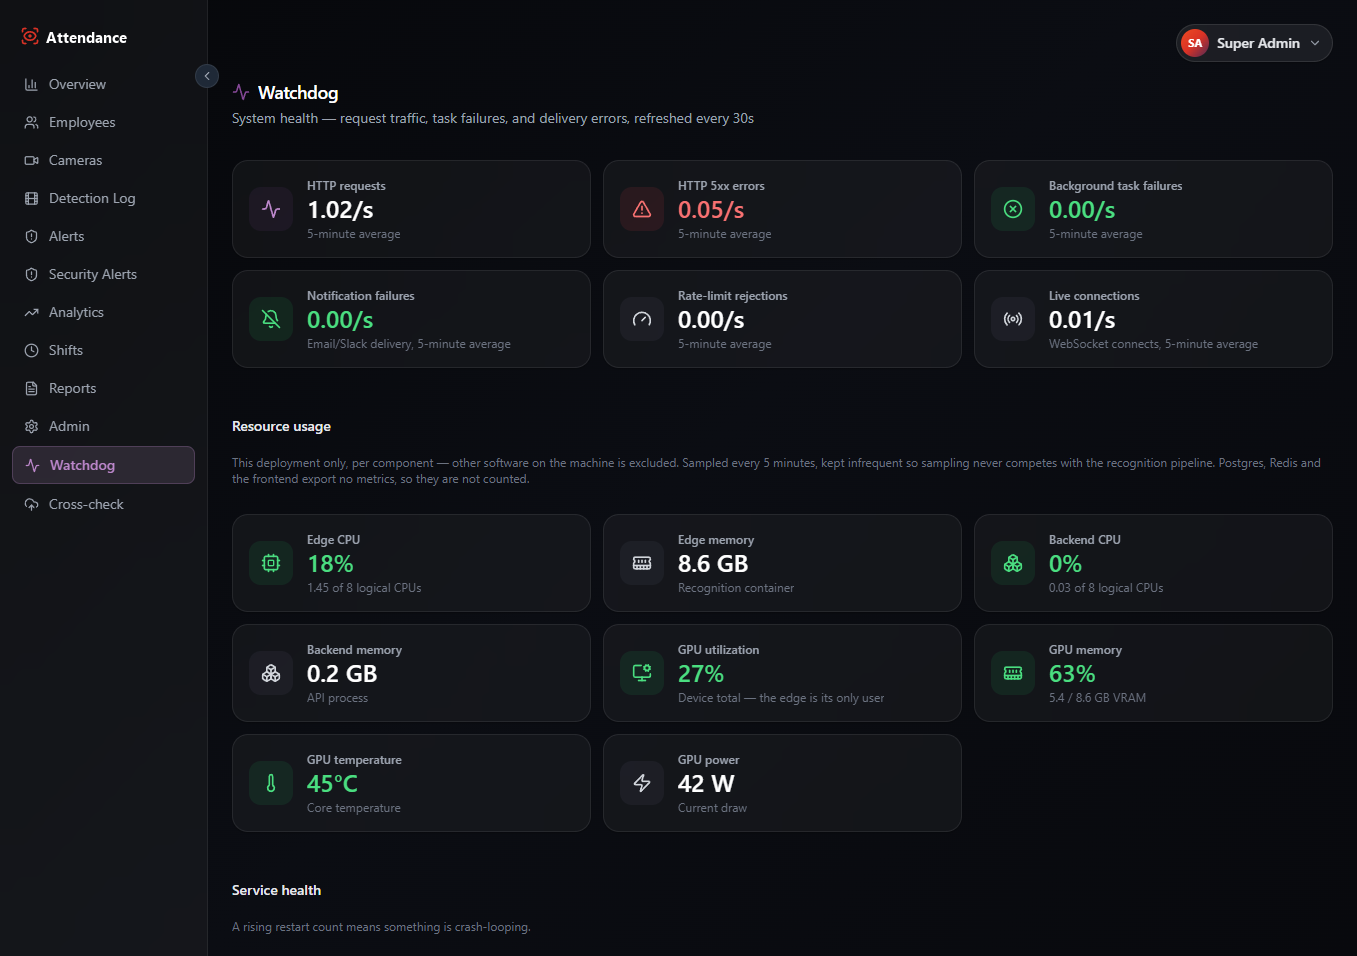 Attendance
Overview
Employees
Cameras
Detection Log
Alerts
Security Alerts
Analytics
Shifts
Reports
Admin
Watchdog
Cross-check
SA Super Admin
Watchdog
System health — request traffic, task failures, and delivery errors, refreshed every 30s
HTTP requests
1.02/s
5-minute average
HTTP 5xx errors
0.05/s
5-minute average
Background task failures
0.00/s
5-minute average
Notification failures
0.00/s
Email/Slack delivery, 5-minute average
Rate-limit rejections
0.00/s
5-minute average
Live connections
0.01/s
WebSocket connects, 5-minute average
Resource usage
This deployment only, per component — other software on the machine is excluded. Sampled every 5 minutes, kept infrequent so sampling never competes with the recognition pipeline. Postgres, Redis and
the frontend export no metrics, so they are not counted.
Edge CPU
18%
1.45 of 8 logical CPUs
Edge memory
8.6 GB
Recognition container
Backend CPU
0%
0.03 of 8 logical CPUs
Backend memory
0.2 GB
API process
GPU utilization
27%
Device total — the edge is its only user
GPU memory
63%
5.4 / 8.6 GB VRAM
GPU temperature
45°C
Core temperature
GPU power
42 W
Current draw
Service health
A rising restart count means something is crash-looping.